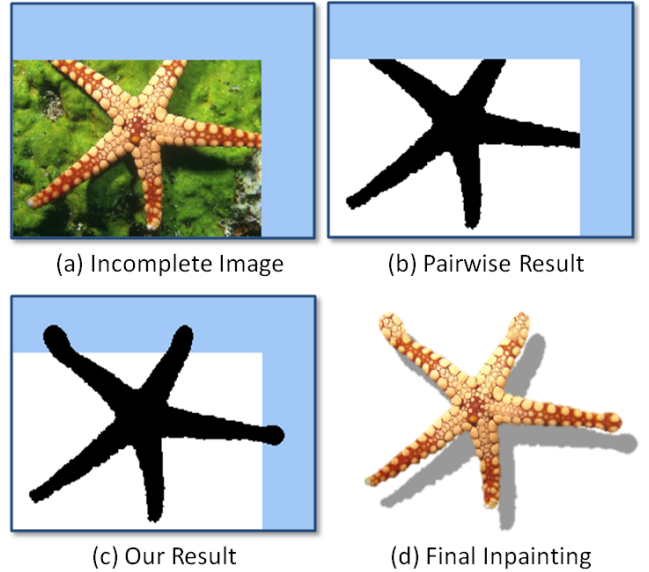 (a) Incomplete Image
(b) Pairwise Result
(c) Our Result
(d) Final Inpainting